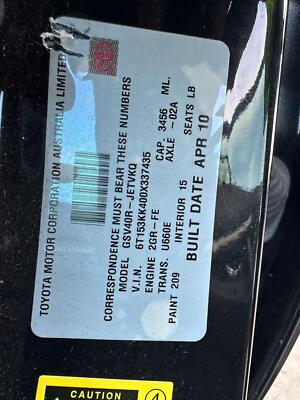 TOYOTA MOTOR CORPORATION AUSTRALIA LIMITED
CORRESPONDENCE MUST BEAR THESE NUMBERS
MODEL GSV40R-JETVKQ
V.I.N. 6T153KK400X337435
ENGINE 2GR-FE CAP. 3456 ML.
TRANS. U660E AXLE -02A
PAINT 209 INTERIOR 15 SEATS LB
BUILT DATE APR 10
CAUTION